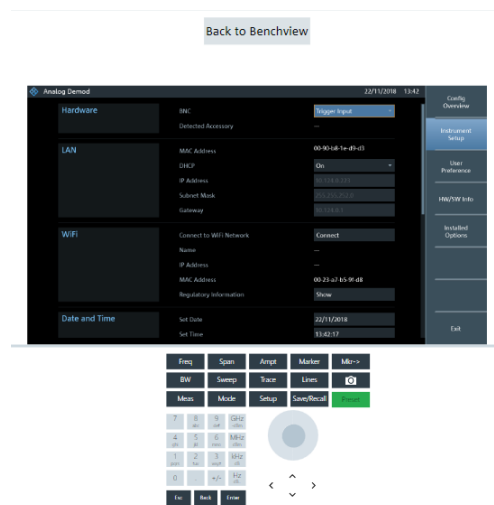 Back to Benchview
Analog Demod 22/11/2018 13:42
Hardware
BNC Trigger Input
Detected Accessory ---
LAN
MAC Address 00-90-b8-1e-d9-d3
DHCP On
IP Address
Subnet Mask
Gateway
WiFi
Connect to WiFi Network Connect
Name ---
IP Address ---
MAC Address 00-23-a7-b5-9f-d8
Regulatory Information Show
Date and Time
Set Date 22/11/2018
Set Time 13:42:17
Config Overview
Instrument Setup
User Preference
HW/SW Info
Installed Options
Exit
Freq Span Ampt Marker Mkr->
BW Sweep Trace Lines
Meas Mode Setup Save/Recall Preset
7 8 9 GHz
4 5 6 MHz
1 2 3 kHz
0 . +/- Hz
Esc Back Enter